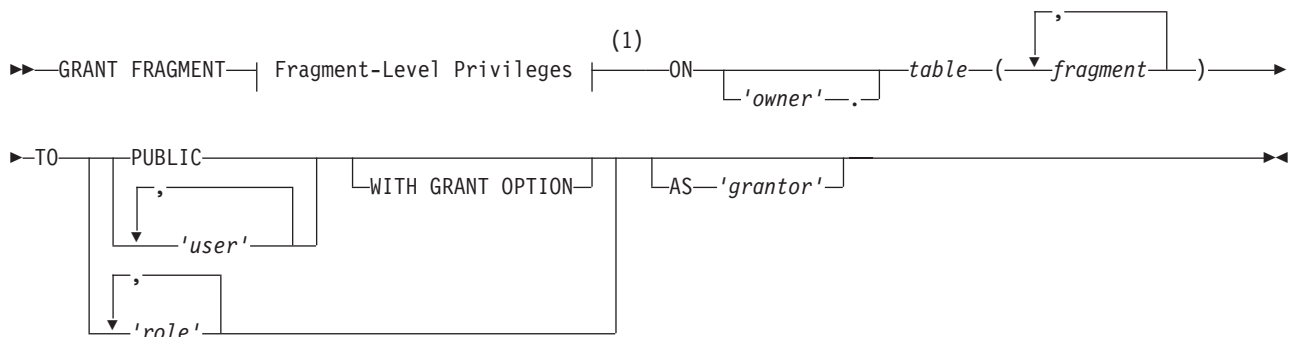 (1) ,
GRANT FRAGMENT Fragment-Level Privileges ON table ( fragment )
'owner' .
TO PUBLIC
, WITH GRANT OPTION AS 'grantor'
'user'
,
'role'